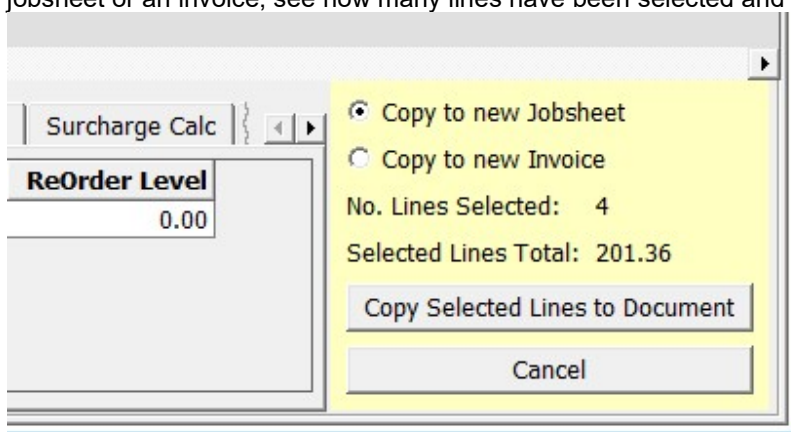 jobsheet or an invoice, see how many lines have been selected and
Surcharge Calc
ReOrder Level
0.00
Copy to new Jobsheet
Copy to new Invoice
No. Lines Selected: 4
Selected Lines Total: 201.36
Copy Selected Lines to Document
Cancel